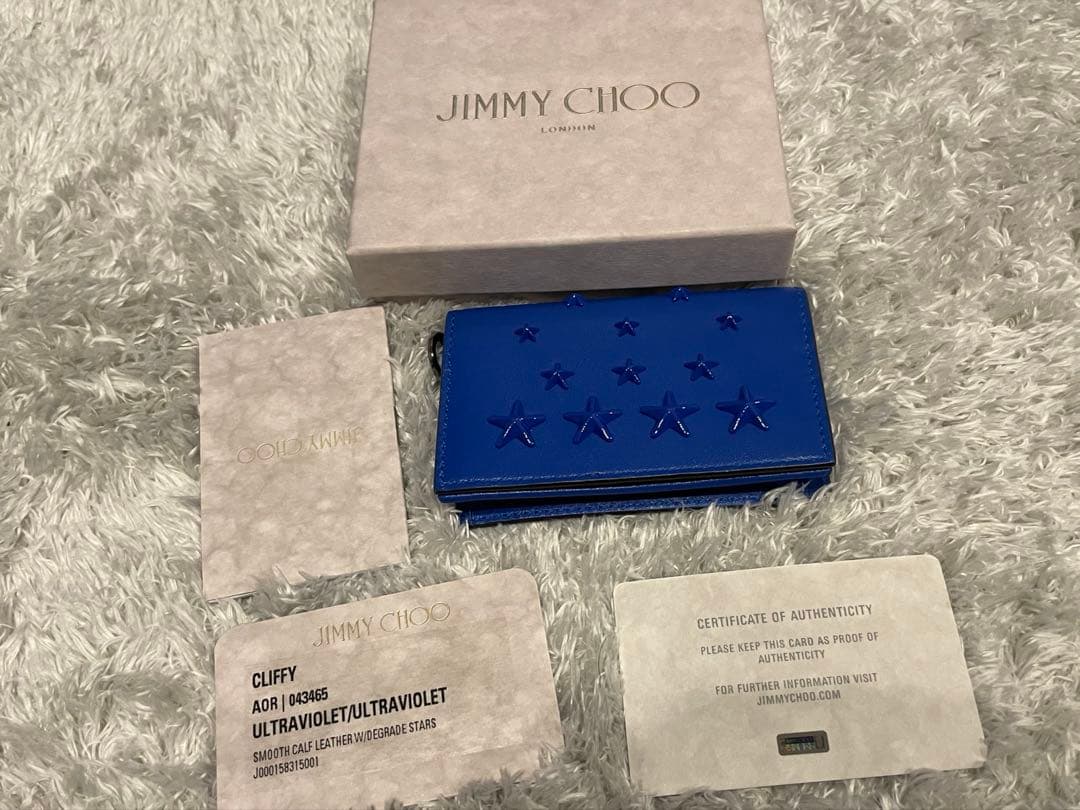 JIMMY CHOO
LONDON
JIMMY CHOO
JIMMY CHOO
CLIFFY
AOR | 043465
ULTRAVIOLET/ULTRAVIOLET
SMOOTH CALF LEATHER W/DEGRADE STARS
J000158315001
CERTIFICATE OF AUTHENTICITY
PLEASE KEEP THIS CARD AS PROOF OF
AUTHENTICITY
FOR FURTHER INFORMATION VISIT
JIMMYCHOO.COM